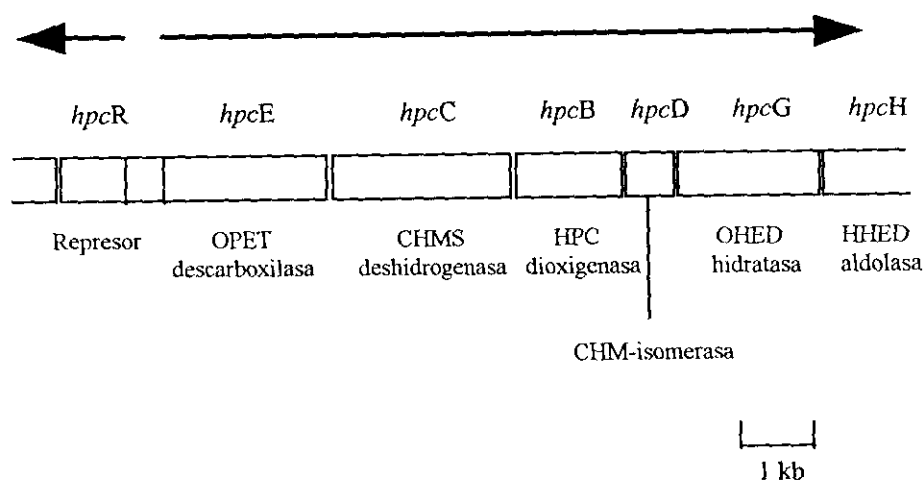 hpcR hpcE hpcC hpcB hpcD hpcG hpcH
Represor OPET CHMS HPC OHED HHED
descarboxilasa deshidrogenasa dioxigenasa hidratasa aldolasa
CHM-isomerasa
1 kb